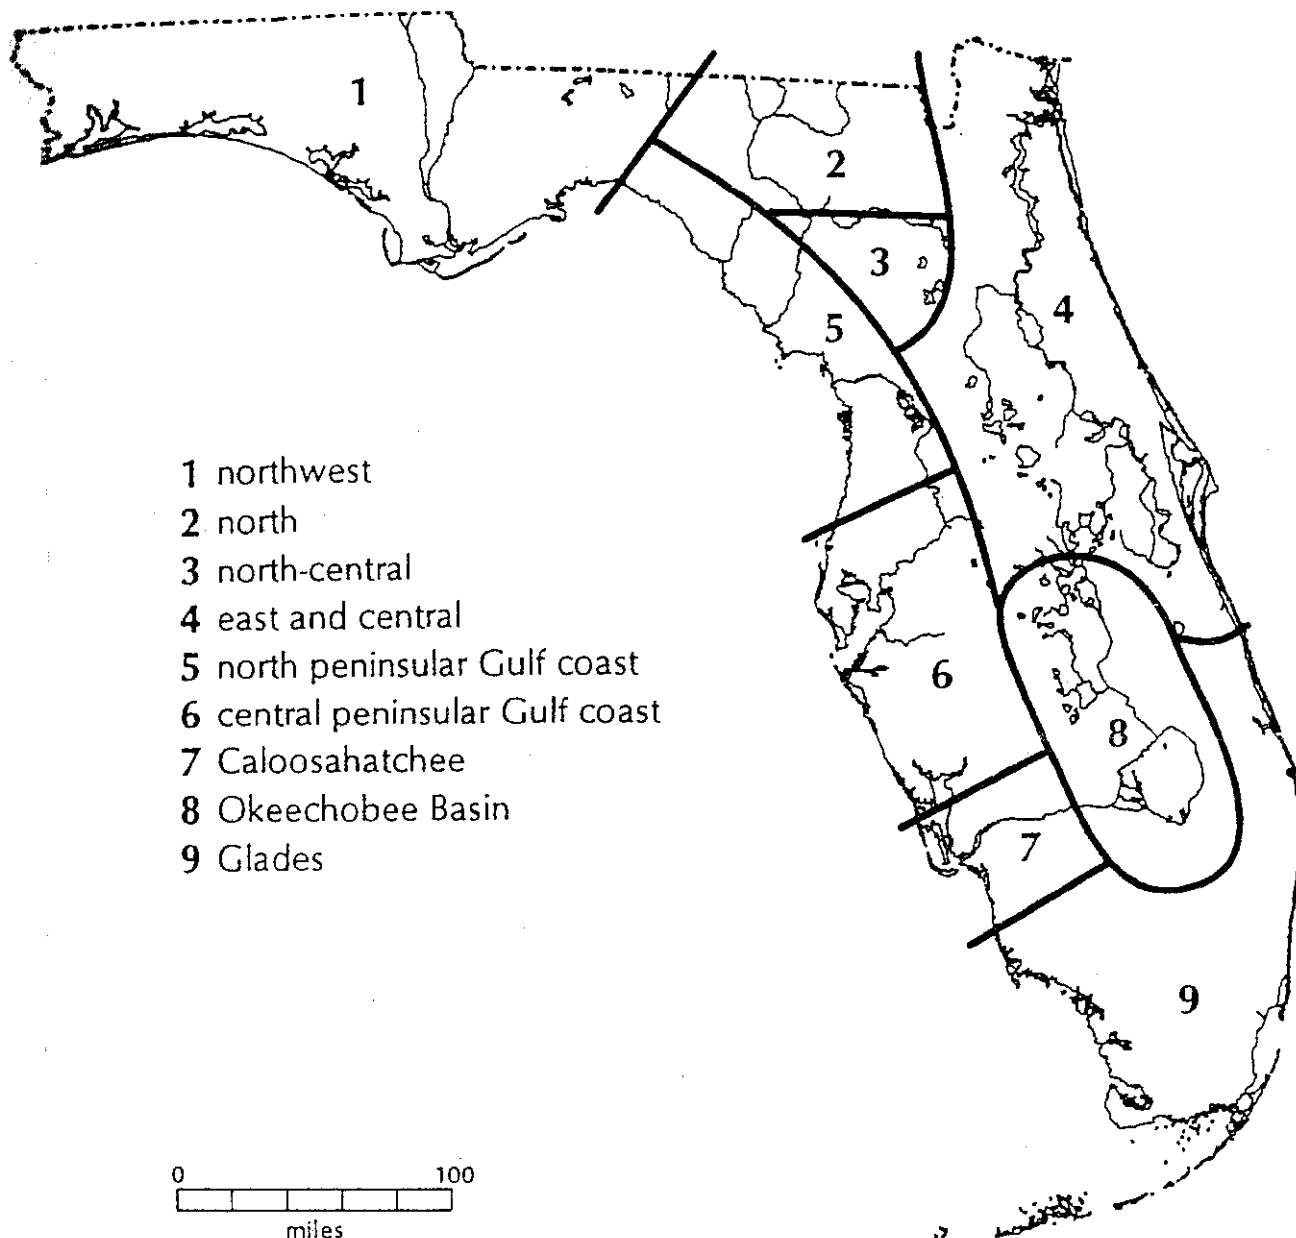 1
2
3
4
5
1 northwest
2 north
3 north-central
4 east and central
5 north peninsular Gulf coast
6 central peninsular Gulf coast
7 Caloosahatchee
8 Okeechobee Basin
9 Glades
6
8
7
9
0 100
miles